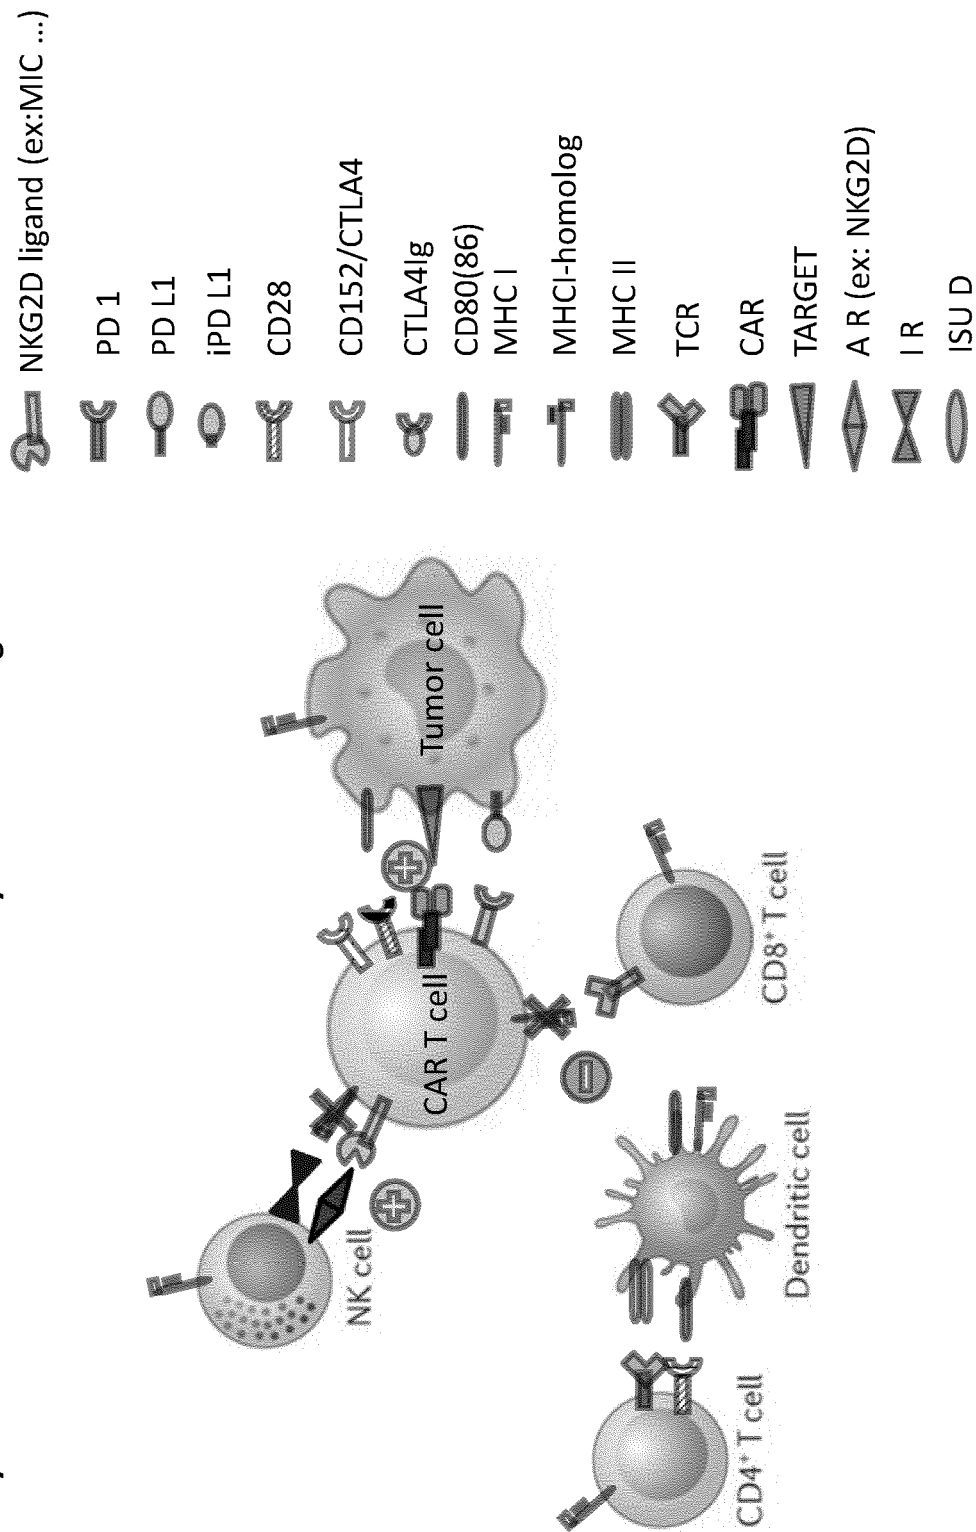 NKG2D ligand (ex:MIC ...)
PD 1
PD L1
iPD L1
CD28
CD152/CTLA4
CTLA4Ig
CD80(86)
MHC I
MHCI-homolog
MHC II
TCR
CAR
TARGET
A R (ex: NKG2D)
I R
ISU D
Tumor cell
CAR T cell
NK cell
CD8+ T cell
Dendritic cell
CD4+ T cell